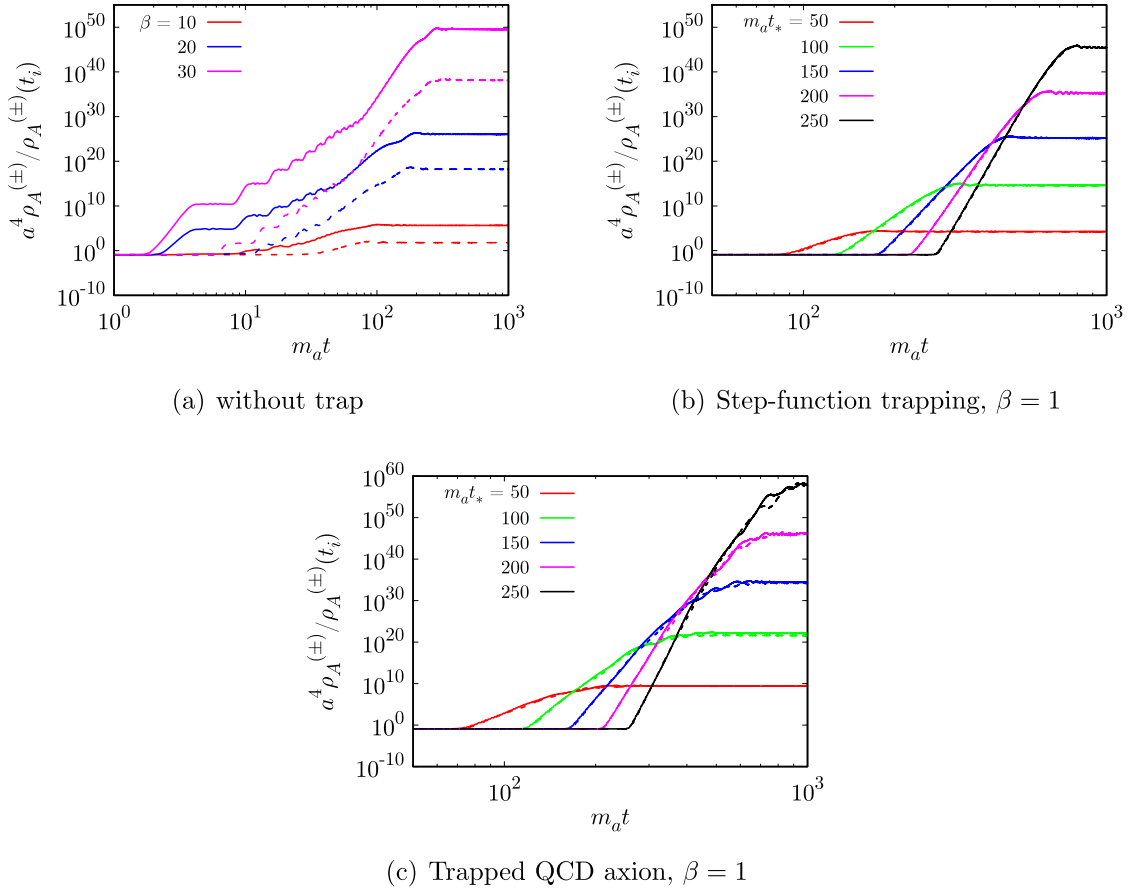 a⁴ρ_A^(±)/ρ_A^(±)(t_i)
10^50
10^40
10^30
10^20
10^10
10^0
10^-10
β = 10
20
30
10^0 10^1 10^2 10^3
m_a t
(a) without trap
a⁴ρ_A^(±)/ρ_A^(±)(t_i)
10^50
10^40
10^30
10^20
10^10
10^0
10^-10
m_a t_* = 50
100
150
200
250
10^2 10^3
m_a t
(b) Step-function trapping, β = 1
a⁴ρ_A^(±)/ρ_A^(±)(t_i)
10^60
10^50
10^40
10^30
10^20
10^10
10^0
10^-10
m_a t_* = 50
100
150
200
250
10^2 10^3
m_a t
(c) Trapped QCD axion, β = 1